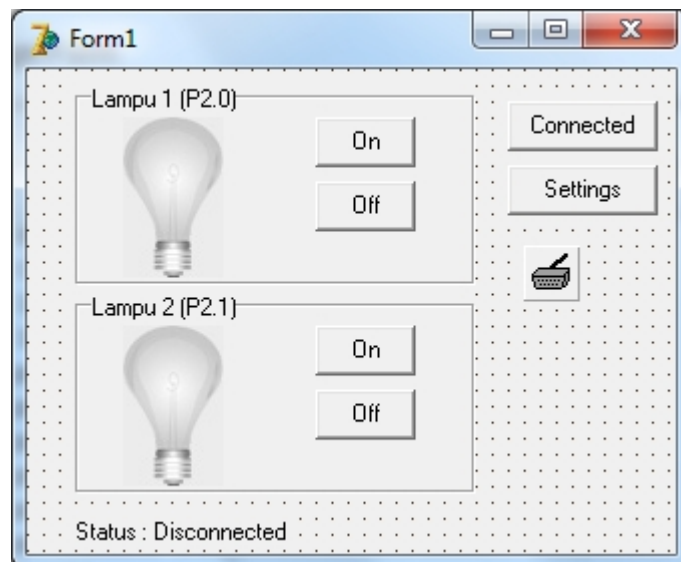 Form1
Lampu 1 (P2.0)
On
Off
Connected
Settings
Lampu 2 (P2.1)
On
Off
Status : Disconnected